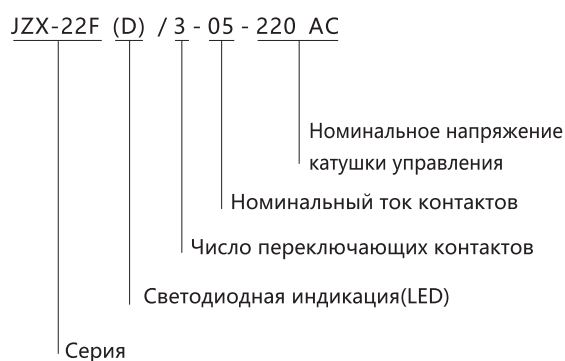 JZX-22F (D) / 3 - 05 - 220 AC
Номинальное напряжение
катушки управления
Номинальный ток контактов
Число переключающих контактов
Светодиодная индикация(LED)
Серия